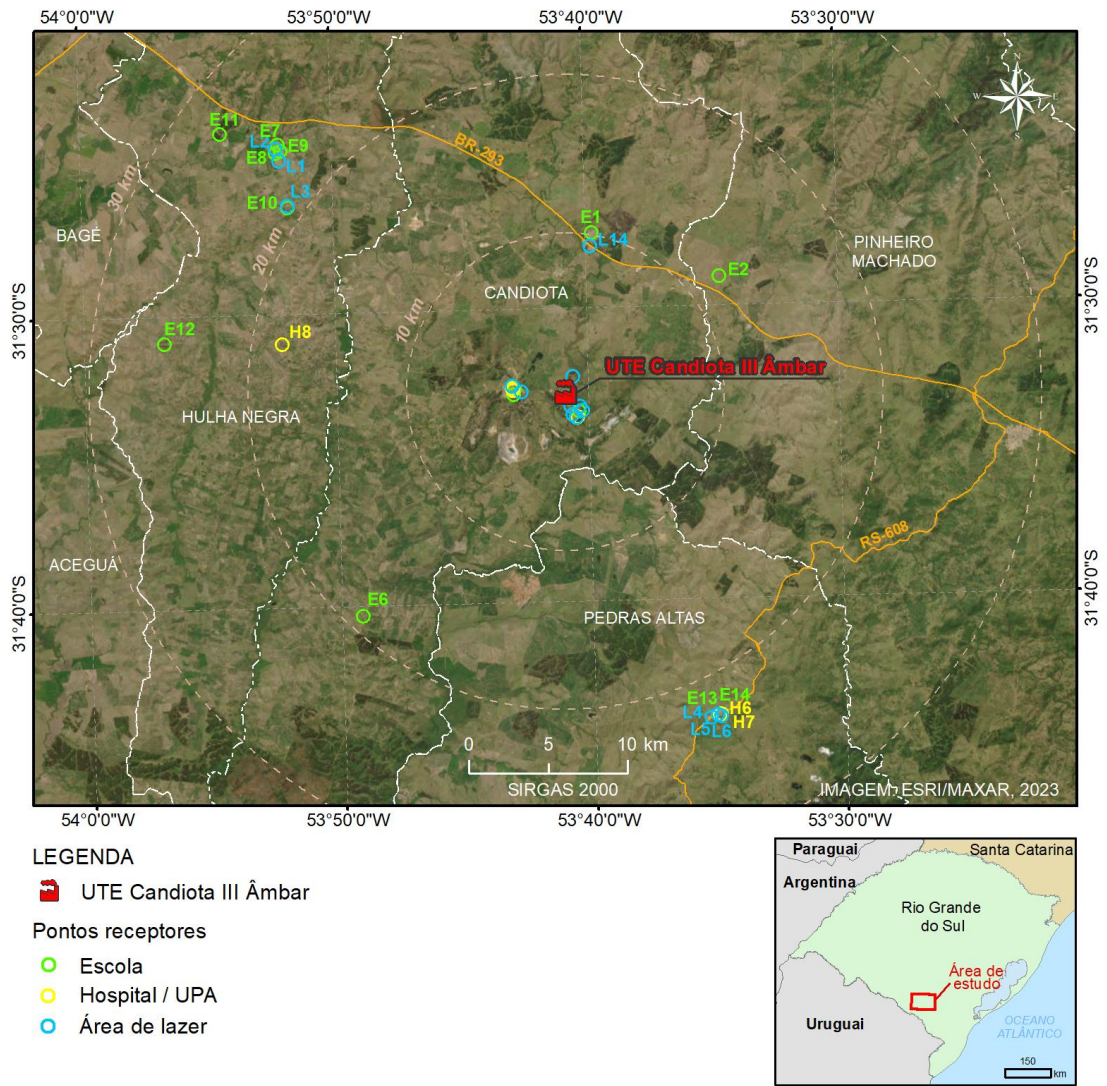 54°0'0"W
53°50'0"W
53°40'0"W
53°30'0"W
N
W
E
S
E11
E7
L2
E9
E8
L1
BR-293
30 km
L3
E10
E1
L14
BAGÉ
20 km
PINHEIRO
MACHADO
E2
CANDIOTA
31°30'0"S
31°30'0"S
10 km
E12
H8
UTE Candiota III Âmbar
HULHA NEGRA
RS-608
ACEGUÁ
31°40'0"S
31°40'0"S
E6
PEDRAS ALTAS
E13
E14
L4
H6
L5
L6
H7
0
5
10 km
SIRGAS 2000
IMAGEM: ESRI/MAXAR, 2023
54°0'0"W
53°50'0"W
53°40'0"W
53°30'0"W
LEGENDA
UTE Candiota III Âmbar
Pontos receptores
Escola
Hospital / UPA
Área de lazer
Paraguai
Santa Catarina
Argentina
Rio Grande
do Sul
Área de
estudo
Uruguai
OCEANO
ATLÂNTICO
150
km